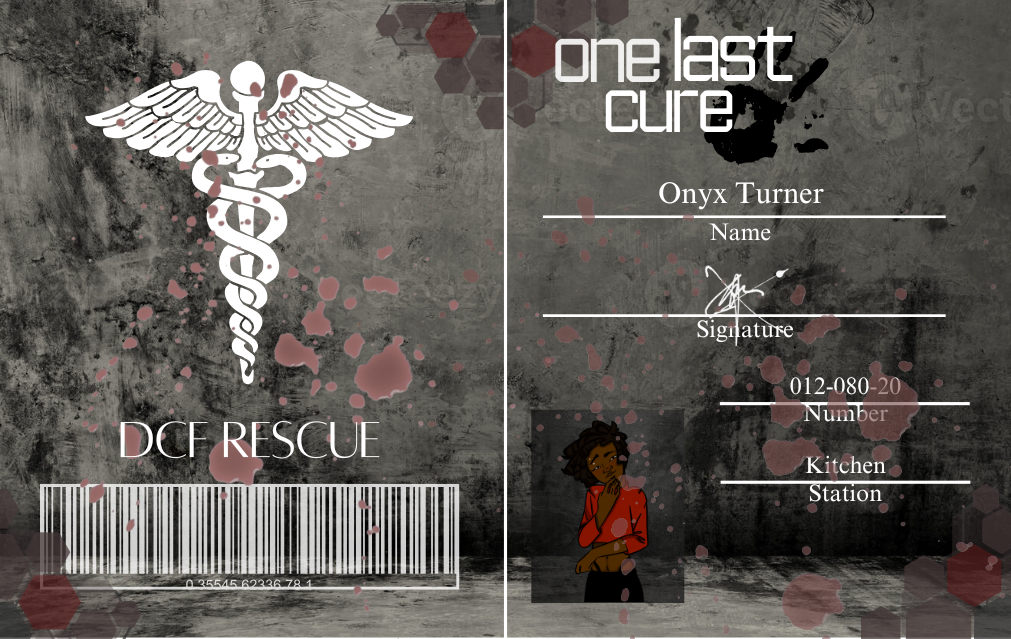 DCF RESCUE
0 35545 62336 78 1
one last
cure
Onyx Turner
Name
Signature
012-080-20
Number
Kitchen
Station